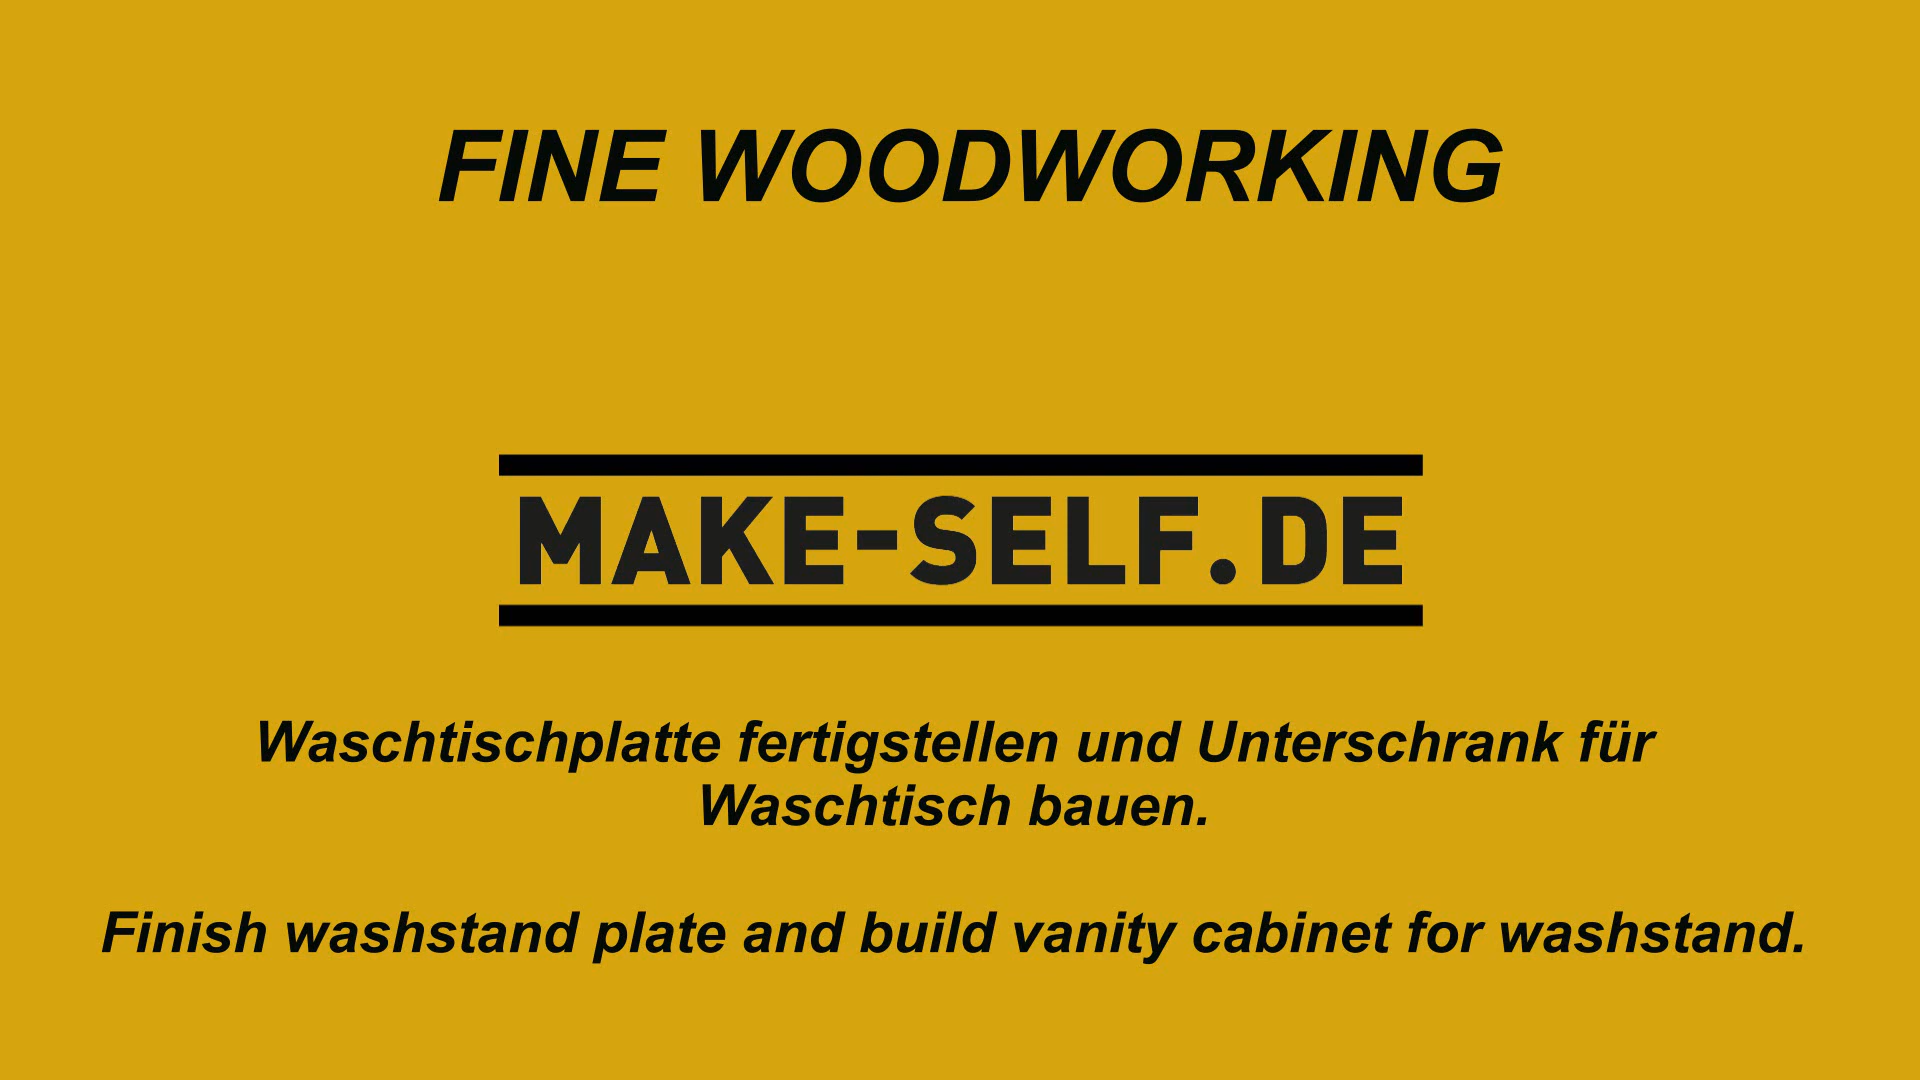 FINE WOODWORKING
MAKE-SELF.DE
Waschtischplatte fertigstellen und Unterschrank für
Waschtisch bauen.
Finish washstand plate and build vanity cabinet for washstand.